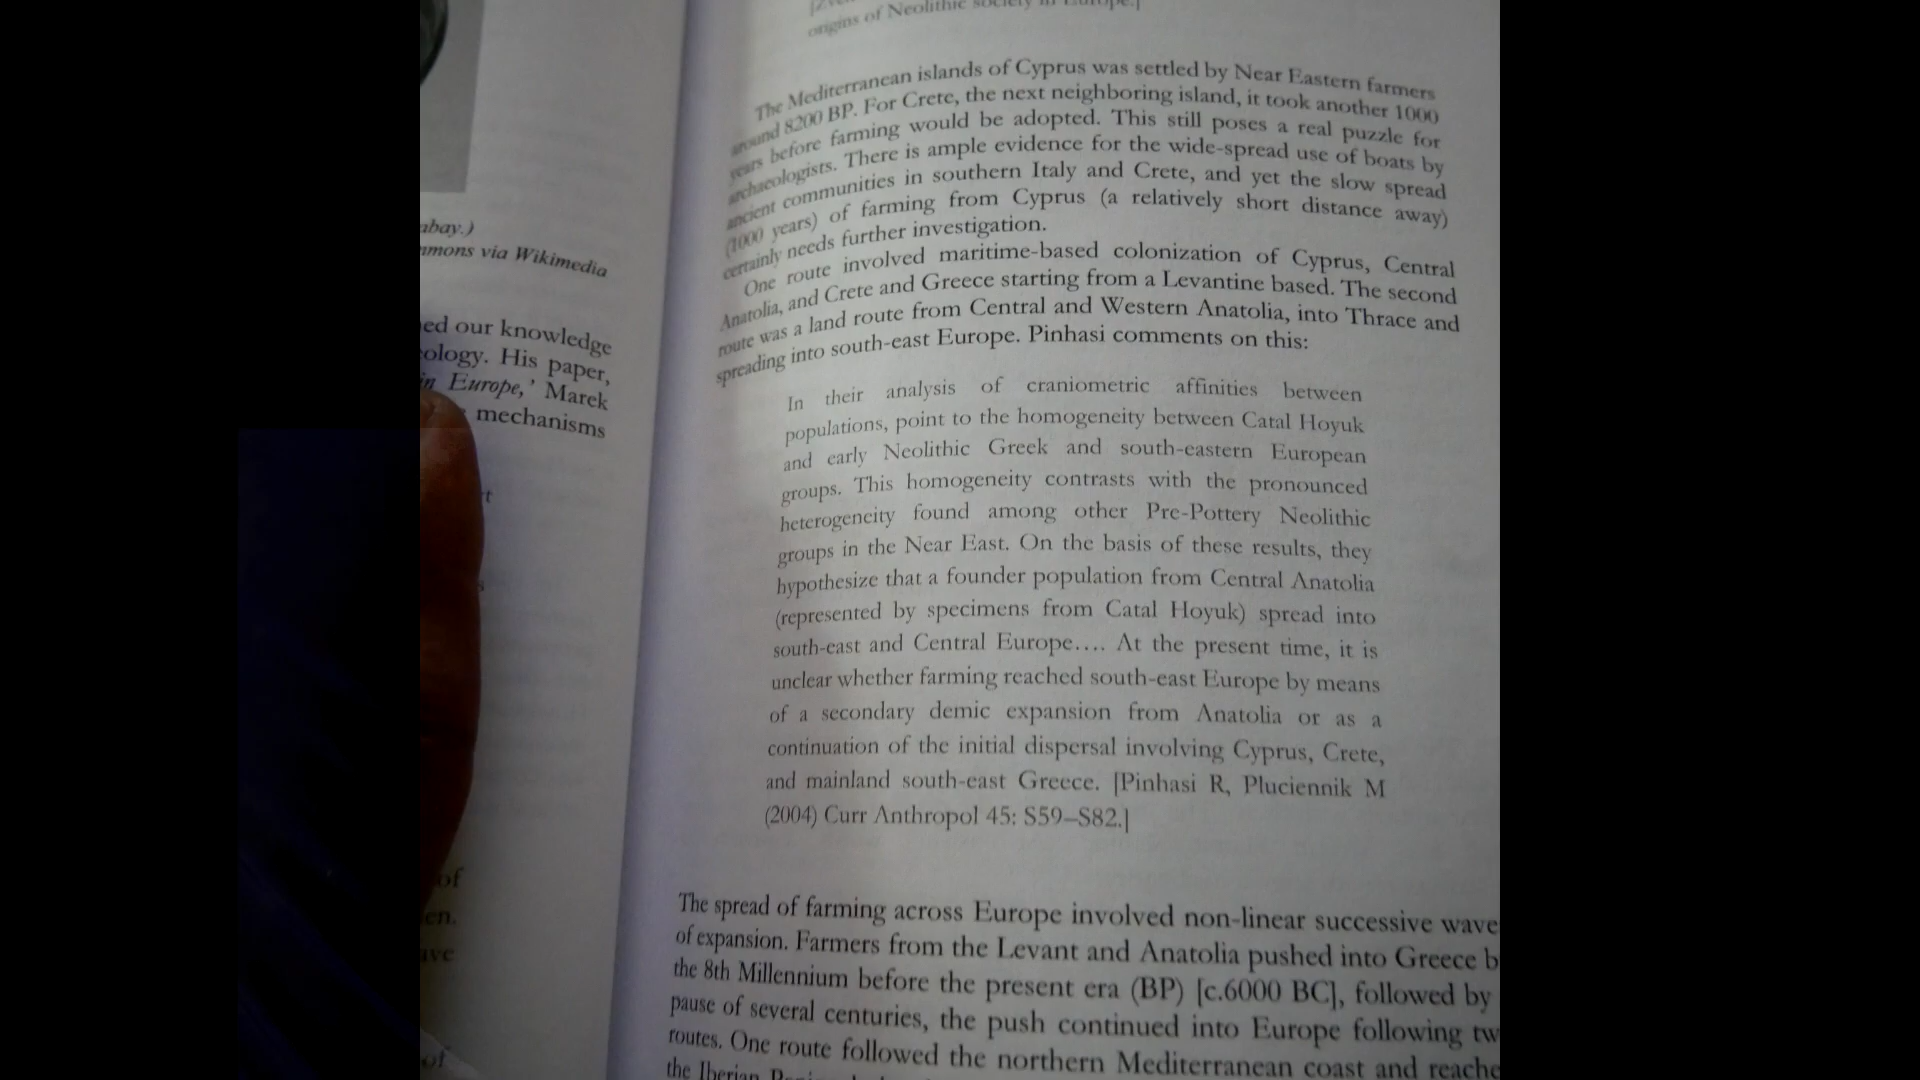 origins of Neolithic society in Europe.]
The Mediterranean islands of Cyprus was settled by Near Eastern farmers
around 8200 BP. For Crete, the next neighboring island, it took another 1000
years before farming would be adopted. This still poses a real puzzle for
archaeologists. There is ample evidence for the wide-spread use of boats by
ancient communities in southern Italy and Crete, and yet the slow spread
(1000 years) of farming from Cyprus (a relatively short distance away)
certainly needs further investigation.
One route involved maritime-based colonization of Cyprus, Central
Anatolia, and Crete and Greece starting from a Levantine based. The second
route was a land route from Central and Western Anatolia, into Thrace and
spreading into south-east Europe. Pinhasi comments on this:
In their analysis of craniometric affinities between
populations, point to the homogeneity between Catal Hoyuk
and early Neolithic Greek and south-eastern European
groups. This homogeneity contrasts with the pronounced
heterogeneity found among other Pre-Pottery Neolithic
groups in the Near East. On the basis of these results, they
hypothesize that a founder population from Central Anatolia
(represented by specimens from Catal Hoyuk) spread into
south-east and Central Europe.... At the present time, it is
unclear whether farming reached south-east Europe by means
of a secondary demic expansion from Anatolia or as a
continuation of the initial dispersal involving Cyprus, Crete,
and mainland south-east Greece. [Pinhasi R, Pluciennik M
(2004) Curr Anthropol 45: S59–S82.]
The spread of farming across Europe involved non-linear successive wave
of expansion. Farmers from the Levant and Anatolia pushed into Greece b
the 8th Millennium before the present era (BP) [c.6000 BC], followed by
pause of several centuries, the push continued into Europe following tw
routes. One route followed the northern Mediterranean coast and reache
the Iberian
abay.)
mmons via Wikimedia
ed our knowledge
ology. His paper,
in Europe,' Marek
mechanisms
of
en.
ave
of